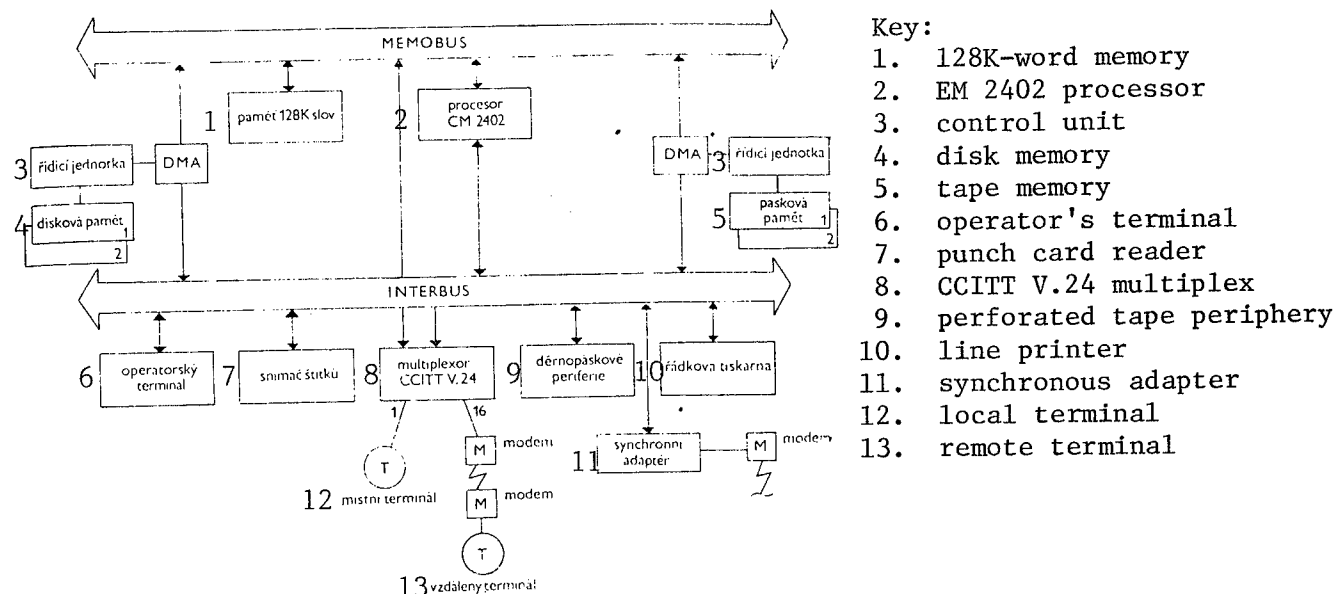 MEMOBUS
1
paměť 128K slov
2
procesor
CM 2402
3
řídicí jednotka
DMA
DMA
3
řídicí jednotka
4
disková paměť
1
2
5
pasková
paměť
1
2
INTERBUS
6
operatorský
terminál
7
snímač štítků
8
multiplexor
CCITT V.24
9
děrnopáskové
periferie
10
řádková tiskárna
1
16
T
12 místní terminál
M
modem
M
modem
T
13 vzdálený terminál
11
synchronní
adaptér
M
modem
Key:
1. 128K-word memory
2. EM 2402 processor
3. control unit
4. disk memory
5. tape memory
6. operator's terminal
7. punch card reader
8. CCITT V.24 multiplex
9. perforated tape periphery
10. line printer
11. synchronous adapter
12. local terminal
13. remote terminal